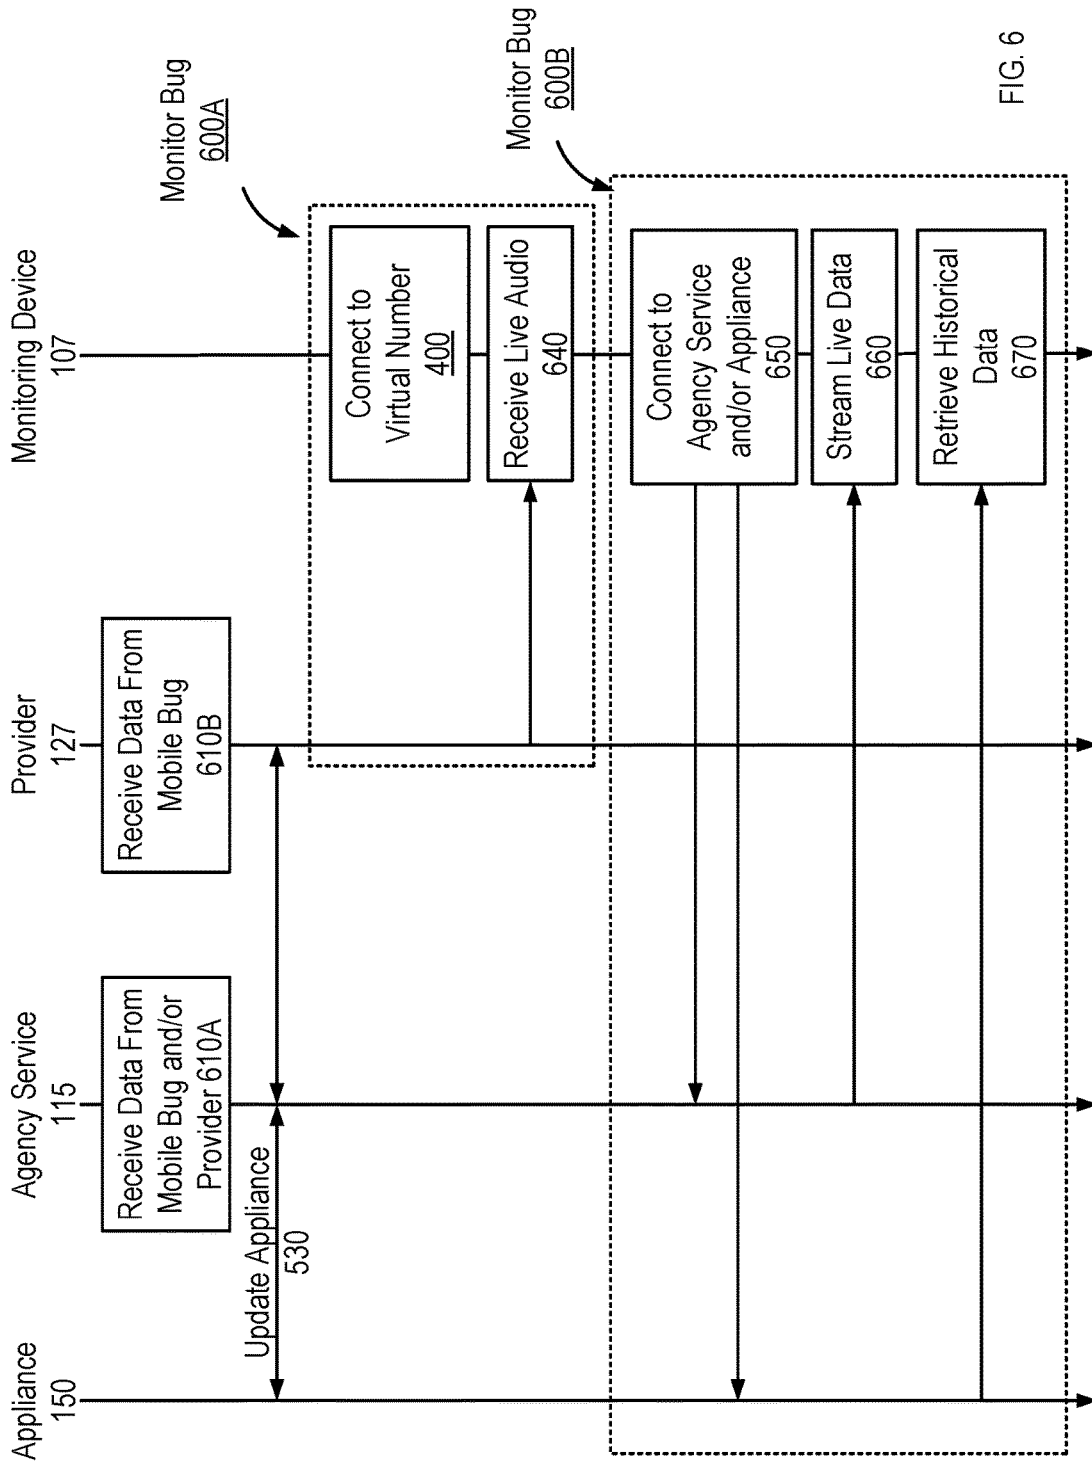 Appliance
150
Agency Service
115
Provider
127
Monitoring Device
107
Receive Data From
Mobile Bug and/or
Provider 610A
Receive Data From
Mobile Bug
610B
Update Appliance
530
Monitor Bug
600A
Connect to
Virtual Number
400
Receive Live Audio
640
Monitor Bug
600B
Connect to
Agency Service
and/or Appliance
650
Stream Live Data
660
Retrieve Historical
Data
670
FIG. 6